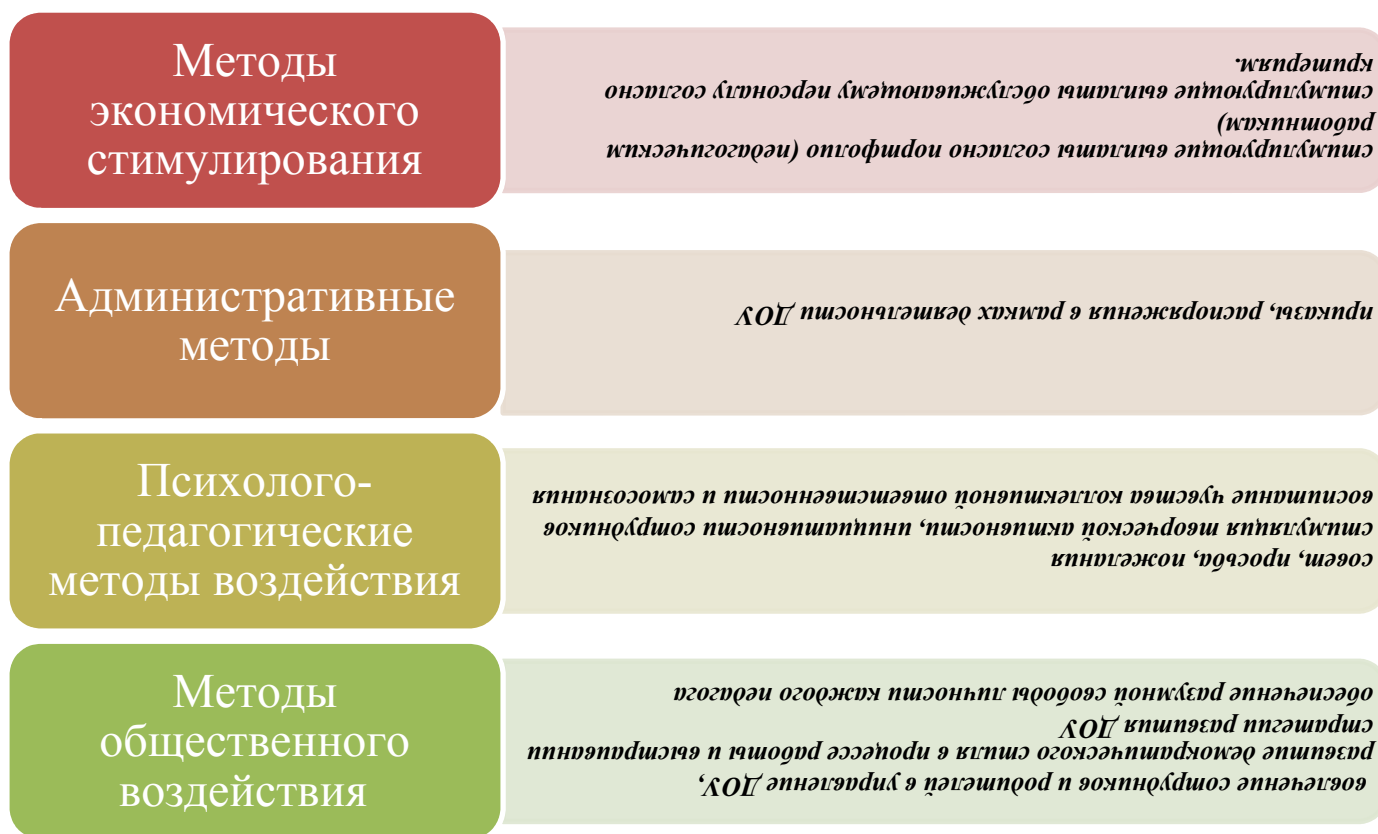 Методы
экономического
стимулирования
стимулирующие выплаты согласно портфолио (педагогическим
работникам)
стимулирующие выплаты обслуживающему персоналу согласно
критериям.
Административные
методы
приказы, распоряжения в рамках деятельности ДОУ
Психолого-
педагогические
методы воздействия
совет, просьба, пожелания
стимуляция творческой активности, инициативности сотрудников
воспитание чувства коллективной ответственности и самосознания
Методы
общественного
воздействия
вовлечение сотрудников и родителей в управление ДОУ,
развитие демократического стиля в процессе работы и выстраивании
стратегии развития ДОУ
обеспечение разумной свободы личности каждого педагога